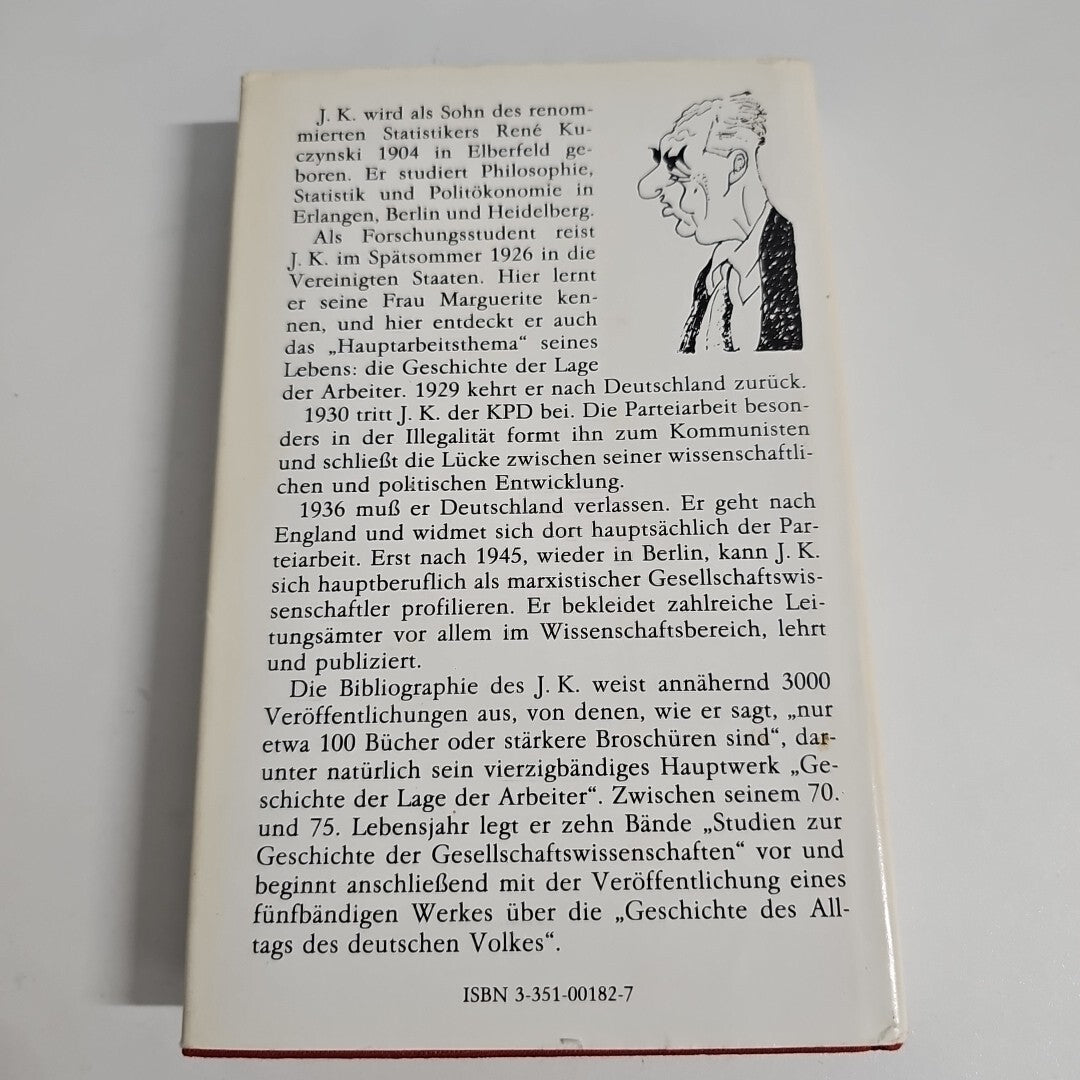 J. K. wird als Sohn des renom-
mierten Statistikers René Ku-
czynski 1904 in Elberfeld ge-
boren. Er studiert Philosophie,
Statistik und Politökonomie in
Erlangen, Berlin und Heidelberg.
Als Forschungsstudent reist
J. K. im Spätsommer 1926 in die
Vereinigten Staaten. Hier lernt
er seine Frau Marguerite ken-
nen, und hier entdeckt er auch
das „Hauptarbeitsthema“ seines
Lebens: die Geschichte der Lage
der Arbeiter. 1929 kehrt er nach Deutschland zurück.
1930 tritt J. K. der KPD bei. Die Parteiarbeit beson-
ders in der Illegalität formt ihn zum Kommunisten
und schließt die Lücke zwischen seiner wissenschaftli-
chen und politischen Entwicklung.
1936 muß er Deutschland verlassen. Er geht nach
England und widmet sich dort hauptsächlich der Par-
teiarbeit. Erst nach 1945, wieder in Berlin, kann J. K.
sich hauptberuflich als marxistischer Gesellschaftswis-
senschaftler profilieren. Er bekleidet zahlreiche Lei-
tungsämter vor allem im Wissenschaftsbereich, lehrt
und publiziert.
Die Bibliographie des J. K. weist annähernd 3000
Veröffentlichungen aus, von denen, wie er sagt, „nur
etwa 100 Bücher oder stärkere Broschüren sind“, dar-
unter natürlich sein vierzigbändiges Hauptwerk „Ge-
schichte der Lage der Arbeiter“. Zwischen seinem 70.
und 75. Lebensjahr legt er zehn Bände „Studien zur
Geschichte der Gesellschaftswissenschaften“ vor und
beginnt anschließend mit der Veröffentlichung eines
fünfbändigen Werkes über die „Geschichte des All-
tags des deutschen Volkes“.
ISBN 3-351-00182-7